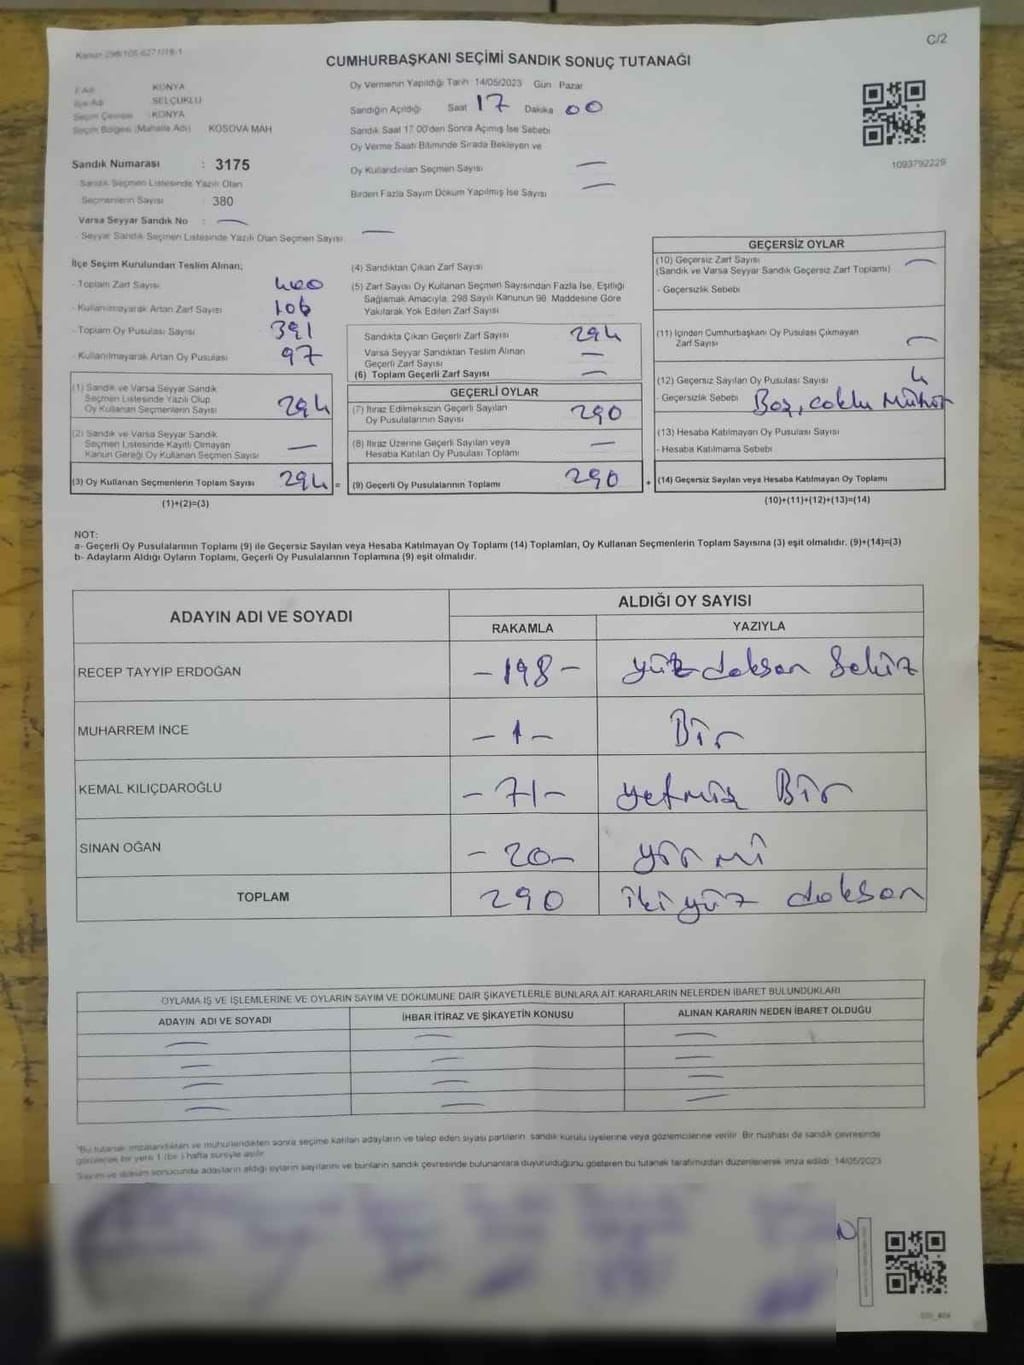 Kanun 298/105-6271/18-1
C/2
CUMHURBAŞKANI SEÇİMİ SANDIK SONUÇ TUTANAĞI
İl Adı KONYA
İlçe Adı SELÇUKLU
Seçim Çevresi : KONYA
Seçim Bölgesi (Mahalle Adı) KOSOVA MAH
Sandık Numarası : 3175
Sandık Seçmen Listesinde Yazılı Olan
Seçmenlerin Sayısı : 380
Varsa Seyyar Sandık No : —
- Seyyar Sandık Seçmen Listesinde Yazılı Olan Seçmen Sayısı —
Oy Vermenin Yapıldığı Tarih 14/05/2023 Gün Pazar
Sandığın Açıldığı Saat 17 Dakika 00
Sandık Saat 17.00'den Sonra Açımış İse Sebebi
Oy Verme Saati Bitiminde Sırada Bekleyen ve
Oy Kullandırılan Seçmen Sayısı —
Birden Fazla Sayım Döküm Yapılmış İse Sayısı —
1093792229
İlçe Seçim Kurulundan Teslim Alınan;
- Toplam Zarf Sayısı 400
- Kullanılmayarak Artan Zarf Sayısı 106
- Toplam Oy Pusulası Sayısı 391
- Kullanılmayarak Artan Oy Pusulası 97
(1) Sandık ve Varsa Seyyar Sandık
Seçmen Listesinde Yazılı Olup
Oy Kullanan Seçmenlerin Sayısı 294
(2) Sandık ve Varsa Seyyar Sandık
Seçmen Listesinde Kayıtlı Olmayan
Kanun Gereği Oy Kullanan Seçmen Sayısı —
(3) Oy Kullanan Seçmenlerin Toplam Sayısı 294 =
(1)+(2)=(3)
(4) Sandıktan Çıkan Zarf Sayısı
(5) Zarf Sayısı Oy Kullanan Seçmen Sayısından Fazla İse, Eşitliği
Sağlamak Amacıyla, 298 Sayılı Kanunun 98. Maddesine Göre
Yakılarak Yok Edilen Zarf Sayısı
Sandıkta Çıkan Geçerli Zarf Sayısı 294
Varsa Seyyar Sandıktan Teslim Alınan
Geçerli Zarf Sayısı —
(6) Toplam Geçerli Zarf Sayısı —
GEÇERLİ OYLAR
(7) İtiraz Edilmeksizin Geçerli Sayılan
Oy Pusulalarının Sayısı 290
(8) İtiraz Üzerine Geçerli Sayılan veya
Hesaba Katılan Oy Pusulası Toplamı —
(9) Geçerli Oy Pusulalarının Toplamı 290 +
GEÇERSİZ OYLAR
(10) Geçersiz Zarf Sayısı —
(Sandık ve Varsa Seyyar Sandık Geçersiz Zarf Toplamı)
- Geçersizlik Sebebi
(11) İçinden Cumhurbaşkanı Oy Pusulası Çıkmayan
Zarf Sayısı —
(12) Geçersiz Sayılan Oy Pusulası Sayısı 4
- Geçersizlik Sebebi Boş, çoklu Mühür
(13) Hesaba Katılmayan Oy Pusulası Sayısı
- Hesaba Katılmama Sebebi
(14) Geçersiz Sayılan veya Hesaba Katılmayan Oy Toplamı
(10)+(11)+(12)+(13)=(14)
NOT:
a- Geçerli Oy Pusulalarının Toplamı (9) ile Geçersiz Sayılan veya Hesaba Katılmayan Oy Toplamı (14) Toplamları, Oy Kullanan Seçmenlerin Toplam Sayısına (3) eşit olmalıdır. (9)+(14)=(3)
b- Adayların Aldığı Oyların Toplamı, Geçerli Oy Pusulalarının Toplamına (9) eşit olmalıdır.
ADAYIN ADI VE SOYADI ALDIĞI OY SAYISI
RAKAMLA YAZIYLA
RECEP TAYYİP ERDOĞAN -198- yüz doksan Sekiz
MUHARREM İNCE -1- Bir
KEMAL KILIÇDAROĞLU -71- yetmiş Bir
SİNAN OĞAN -20- yirmi
TOPLAM 290 iki yüz doksan
OYLAMA İŞ VE İŞLEMLERİNE VE OYLARIN SAYIM VE DÖKÜMÜNE DAİR ŞİKAYETLERLE BUNLARA AİT KARARLARIN NELERDEN İBARET BULUNDUKLARI
ADAYIN ADI VE SOYADI İHBAR İTİRAZ VE ŞİKAYETİN KONUSU ALINAN KARARIN NEDEN İBARET OLDUĞU
— — —
— — —
— — —
— — —
"Bu tutanak imzalandıktan ve mühürlendikten sonra seçime katılan adayların ve talep eden siyasi partilerin sandık kurulu üyelerine veya gözlemcilerine verilir. Bir nüshası da sandık çevresinde
görülecek bir yere 1 (bir) hafta süreyle asılır.
Sayım ve döküm sonucunda adayların aldığı oyların sayılarını ve bunların sandık çevresinde bulunanlara duyurulduğunu gösteren bu tutanak tarafımızdan düzenlenerek imza edildi. 14/05/2023